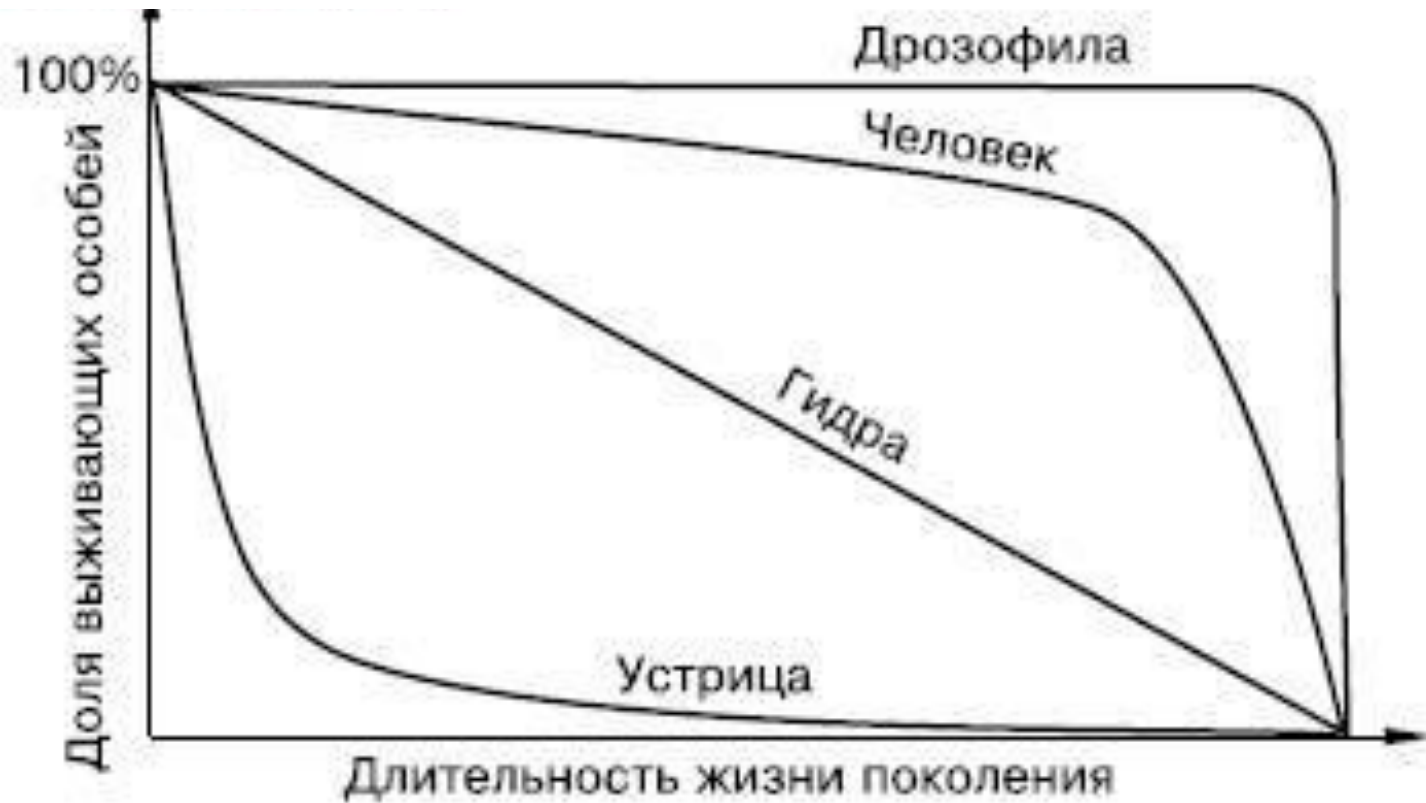 Дрозофила
100%
Человек
Гидра
Устрица
Доля выживающих особей
Длительность жизни поколения